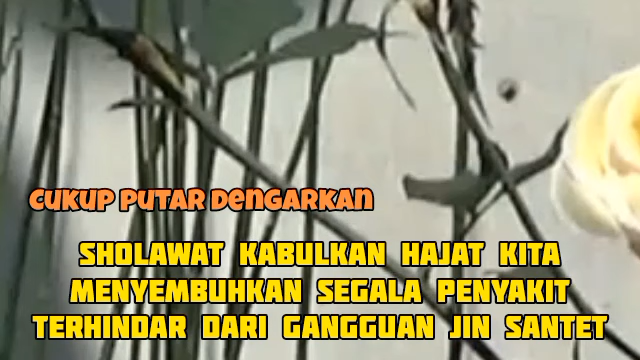 CUKUP PUTAR DENGARKAN
SHOLAWAT KABULKAN HAJAT KITA
MENYEMBUHKAN SEGALA PENYAKIT
TERHINDAR DARI GANGGUAN JIN SANTET